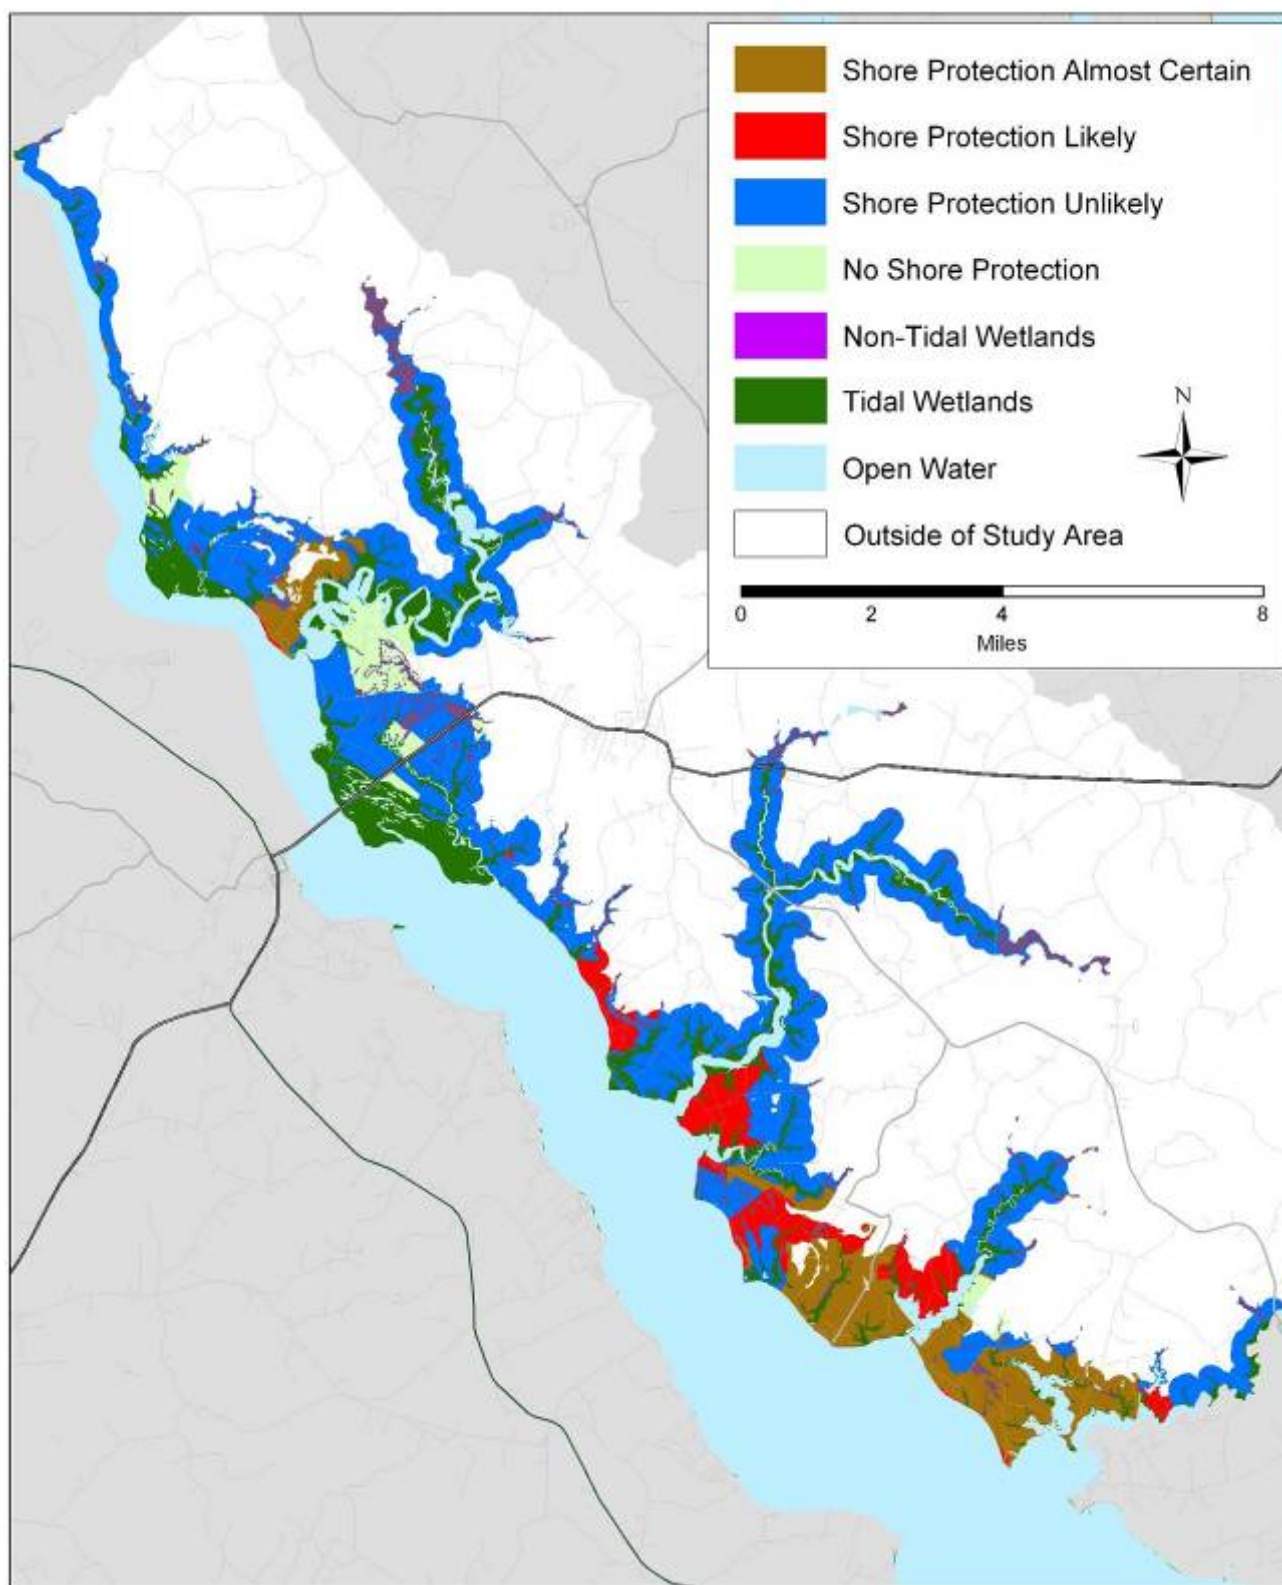 Shore Protection Almost Certain
Shore Protection Likely
Shore Protection Unlikely
No Shore Protection
Non-Tidal Wetlands
Tidal Wetlands
Open Water
Outside of Study Area
N
0 2 4 8
Miles